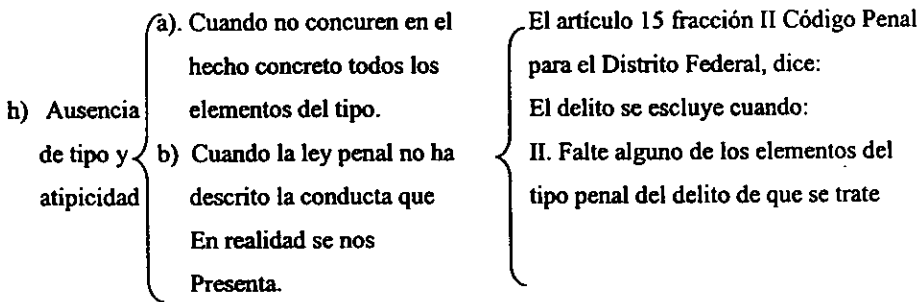 h) Ausencia
de tipo y
atipicidad
a). Cuando no concuren en el
hecho concreto todos los
elementos del tipo.
b) Cuando la ley penal no ha
descrito la conducta que
En realidad se nos
Presenta.
El artículo 15 fracción II Código Penal
para el Distrito Federal, dice:
El delito se escluye cuando:
II. Falte alguno de los elementos del
tipo penal del delito de que se trate